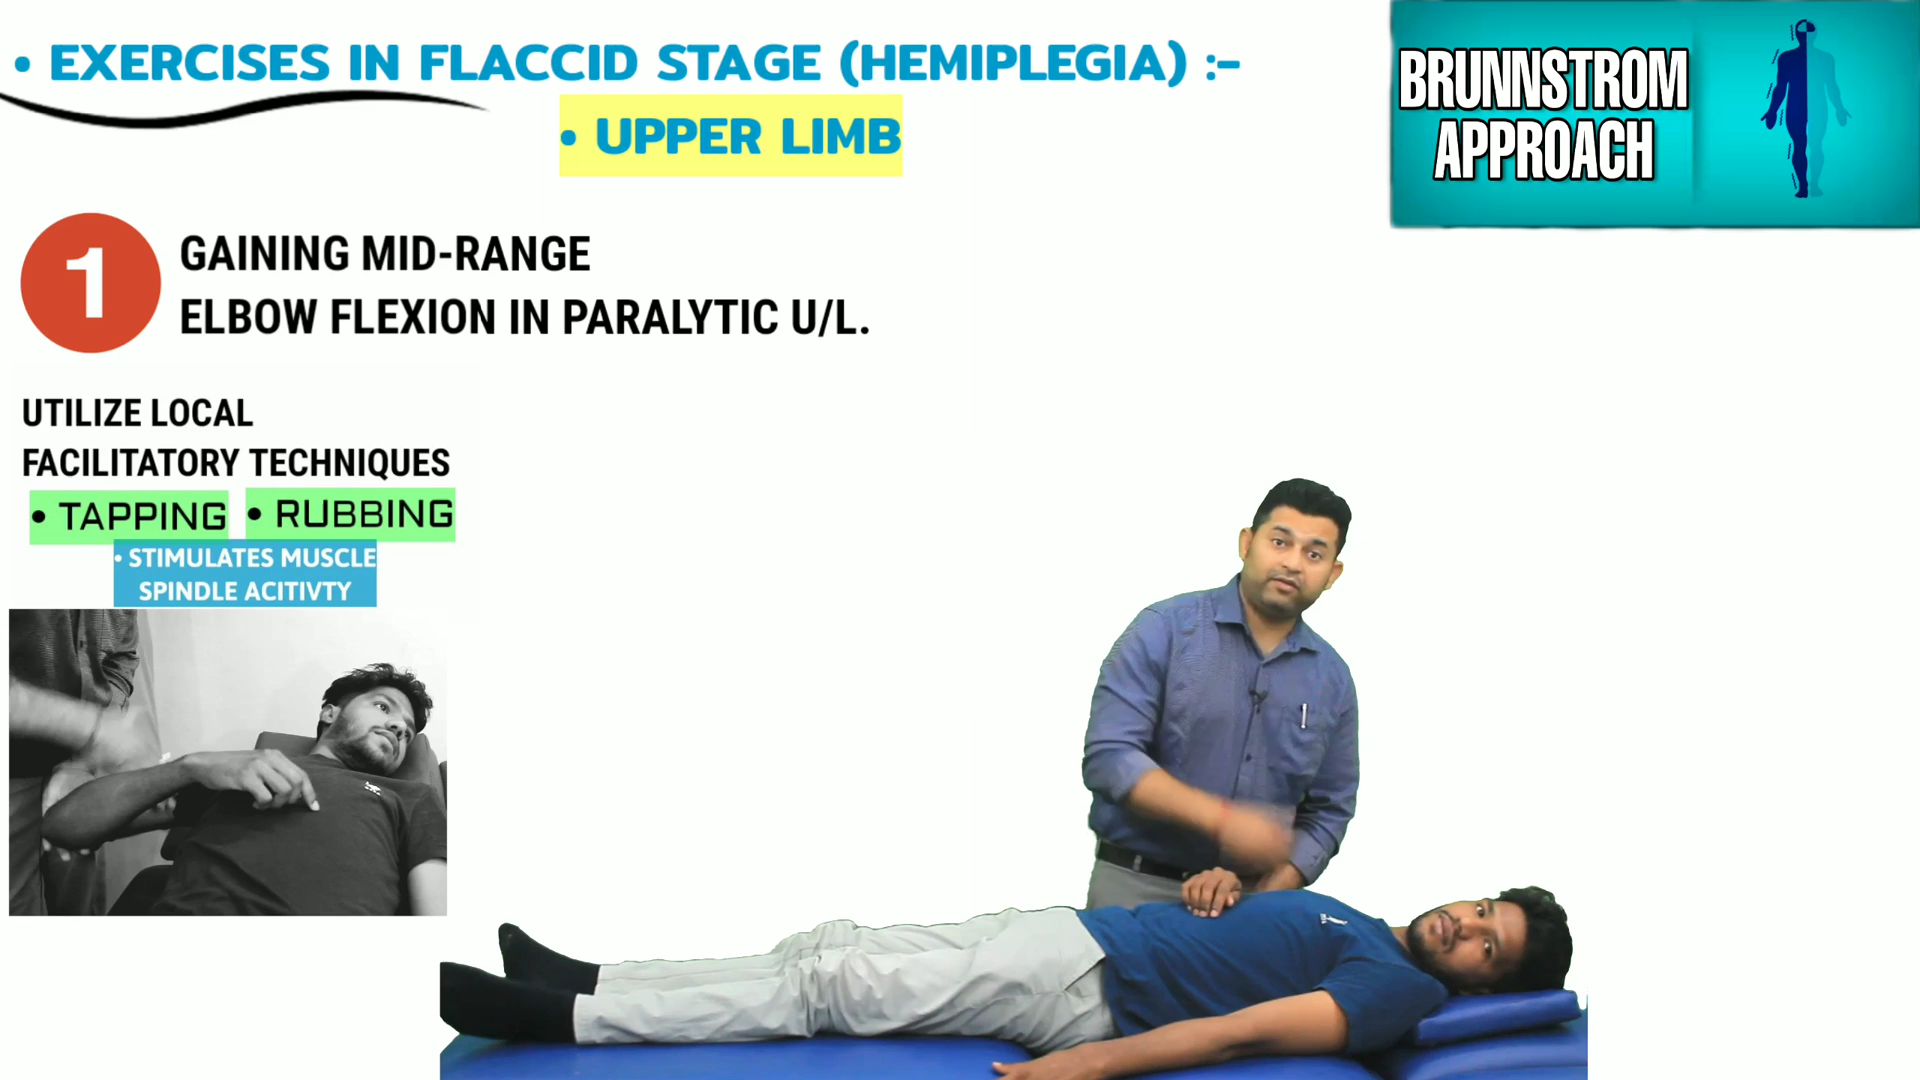 • EXERCISES IN FLACCID STAGE (HEMIPLEGIA) :-
• UPPER LIMB
BRUNNSTROM
APPROACH
1
GAINING MID-RANGE
ELBOW FLEXION IN PARALYTIC U/L.
UTILIZE LOCAL
FACILITATORY TECHNIQUES
• TAPPING • RUBBING
• STIMULATES MUSCLE
SPINDLE ACITIVTY